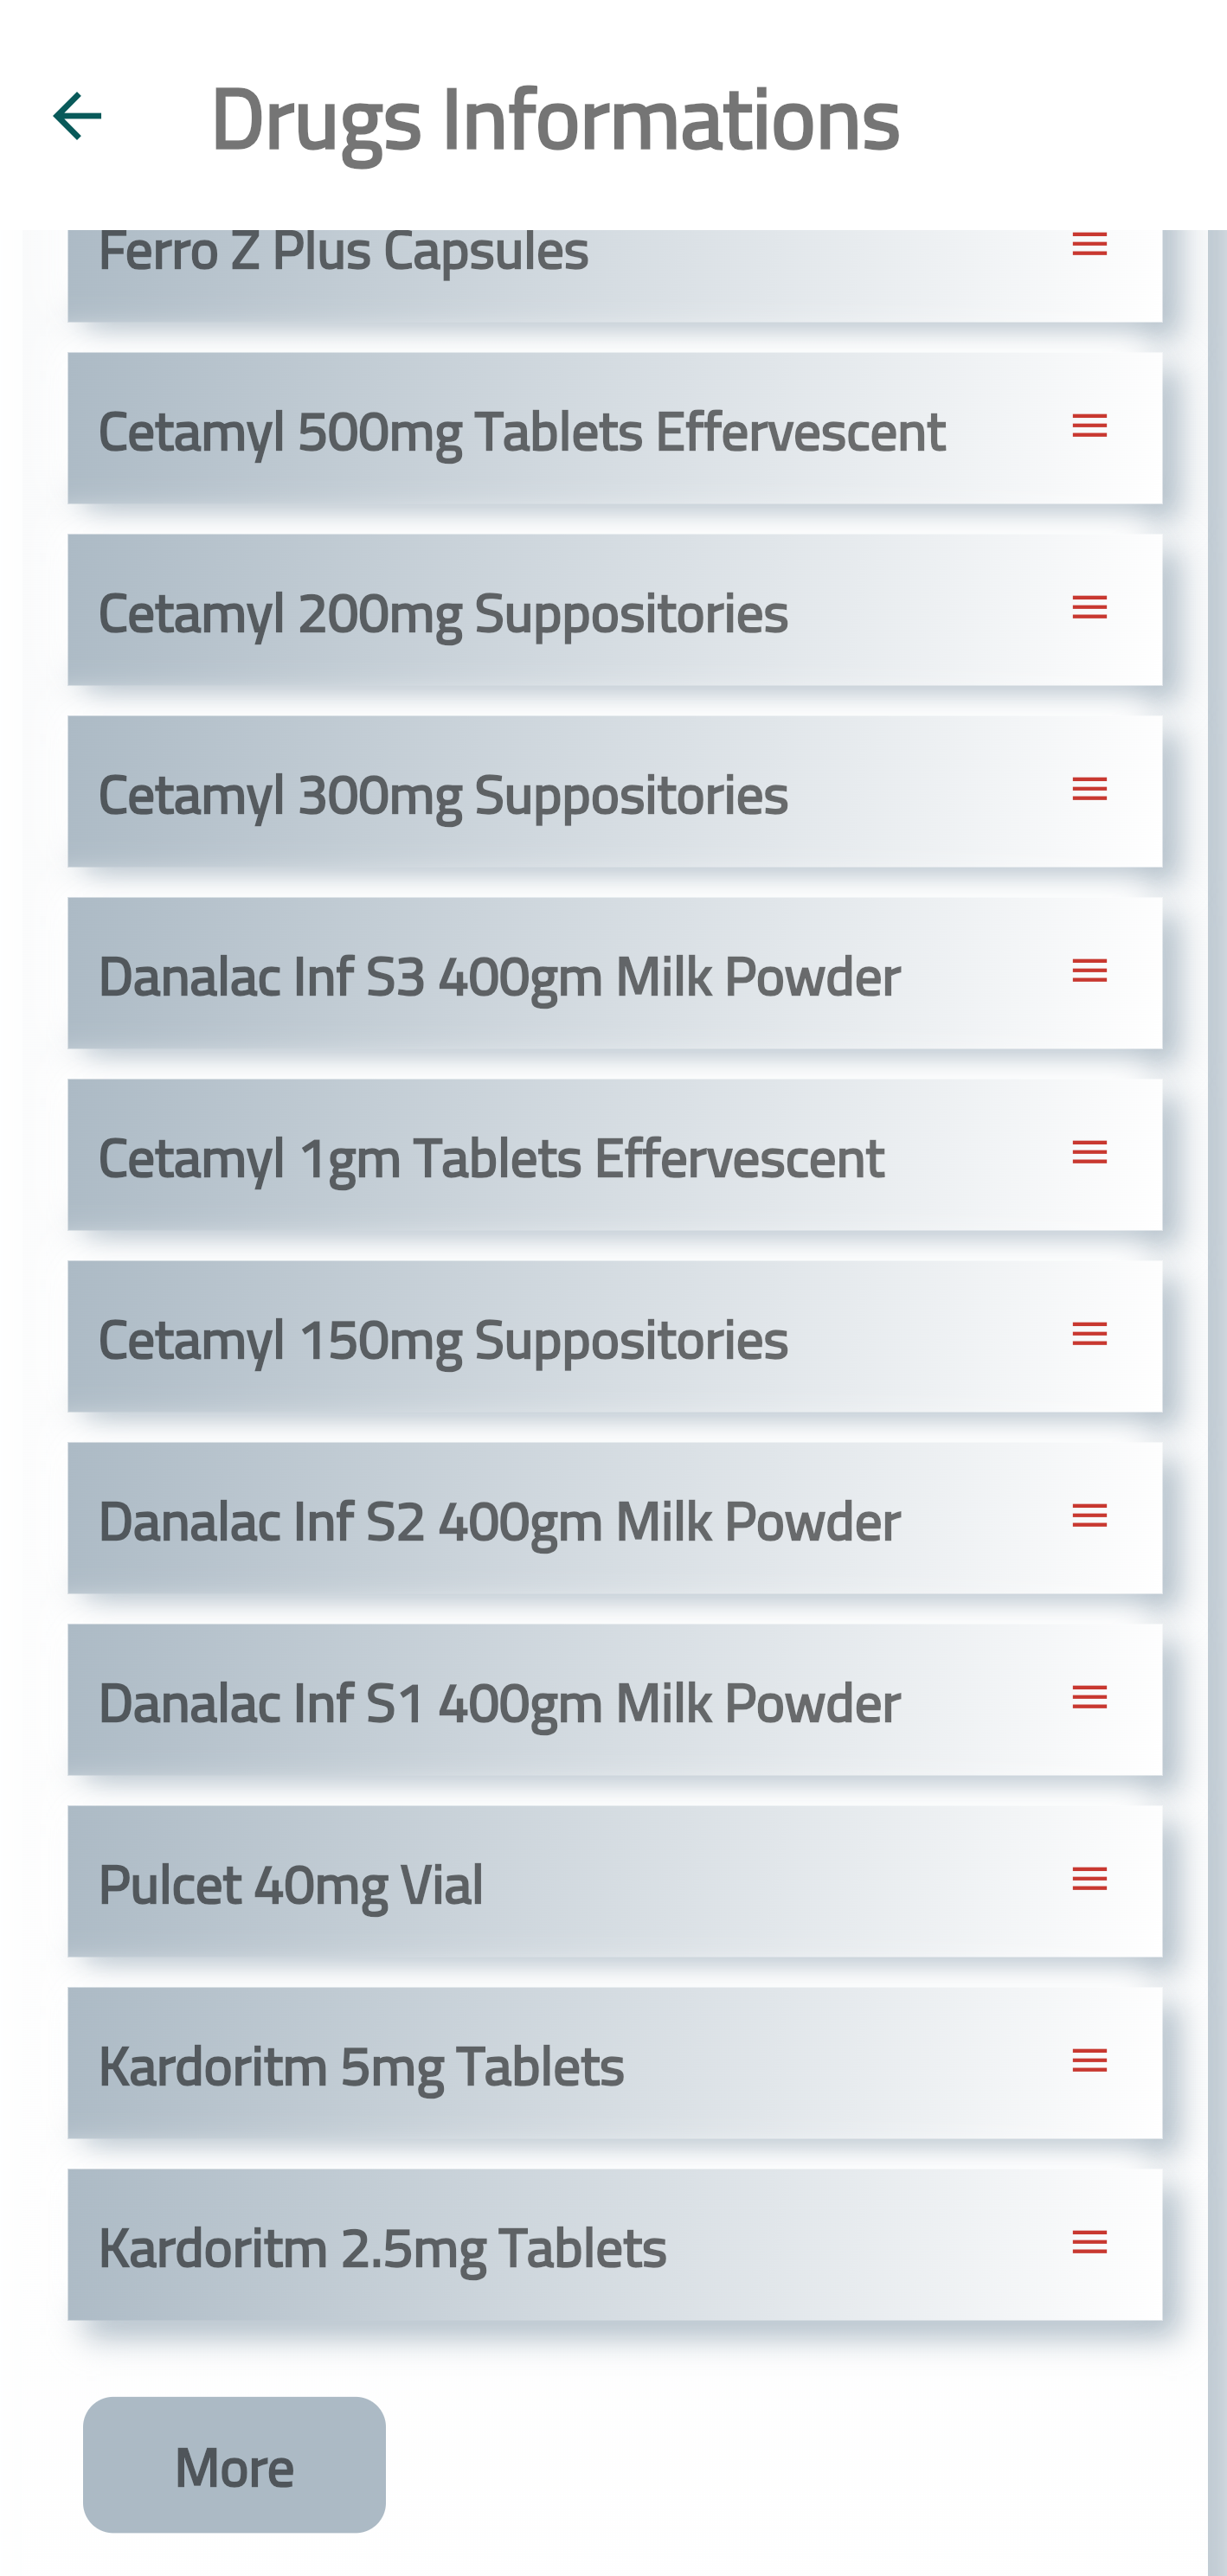 Drugs Informations
Ferro Z Plus Capsules
Cetamyl 500mg Tablets Effervescent
Cetamyl 200mg Suppositories
Cetamyl 300mg Suppositories
Danalac Inf S3 400gm Milk Powder
Cetamyl 1gm Tablets Effervescent
Cetamyl 150mg Suppositories
Danalac Inf S2 400gm Milk Powder
Danalac Inf S1 400gm Milk Powder
Pulcet 40mg Vial
Kardoritm 5mg Tablets
Kardoritm 2.5mg Tablets
More